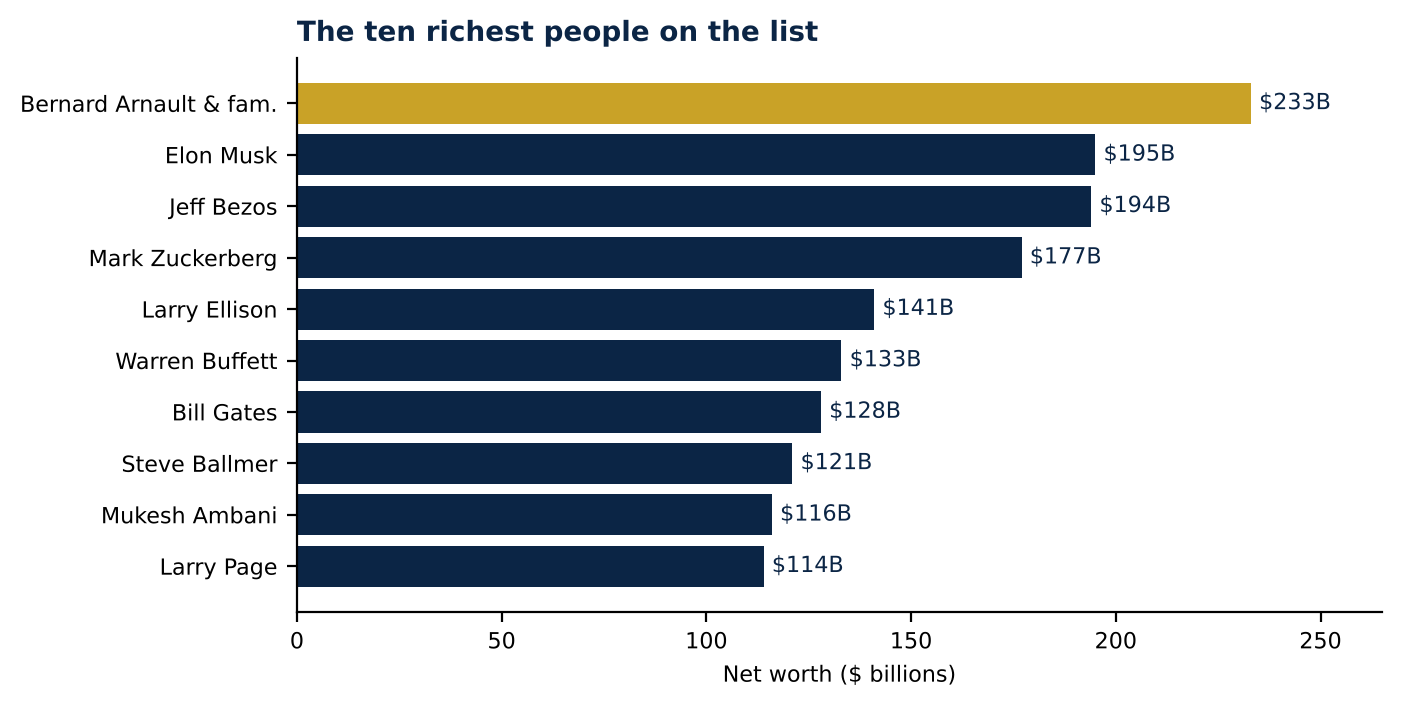 The ten richest people on the list
Bernard Arnault & fam. $233B
Elon Musk $195B
Jeff Bezos $194B
Mark Zuckerberg $177B
Larry Ellison $141B
Warren Buffett $133B
Bill Gates $128B
Steve Ballmer $121B
Mukesh Ambani $116B
Larry Page $114B
0 50 100 150 200 250
Net worth ($ billions)